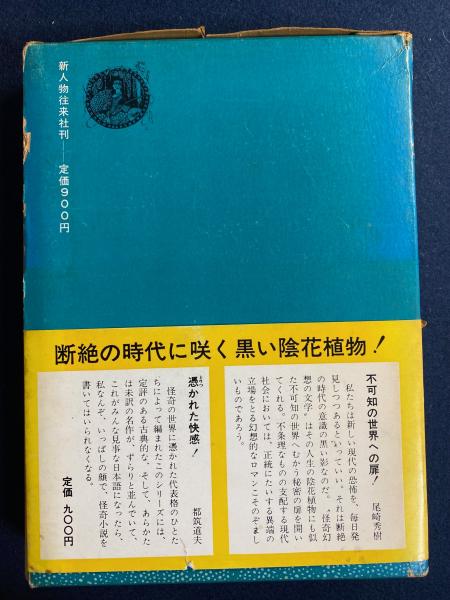 新人物往来社刊――定価９００円
断絶の時代に咲く黒い陰花植物！
不可知の世界への扉！
尾崎秀樹
私たちは新しい現代の恐怖を、毎日発
見しつつあるといっていい。それは断絶
の時代の意識の黒い影なのだ。〝怪奇幻
想の文学〟はその人生の陰花植物にも似
た不可知の世界へむかう秘密の扉を開い
てくれる。不条理なものの支配する現代
社会においては、正統にたいする異端の
立場をとる幻想的なロマンこそのぞまし
いものであろう。
憑かれた快感！
つ
都筑道夫
怪奇の世界に憑かれた代表格のひとた
ちによって編まれたこのシリーズには、
定評のある古典的な、そして、あらかた
は未訳の名作が、ずらりと並んでいて、
これがみんな見事な日本語になったら、
私なんぞ、いっぱしの顔で、怪奇小説を
書いてはいられなくなる。
定価 九〇〇円